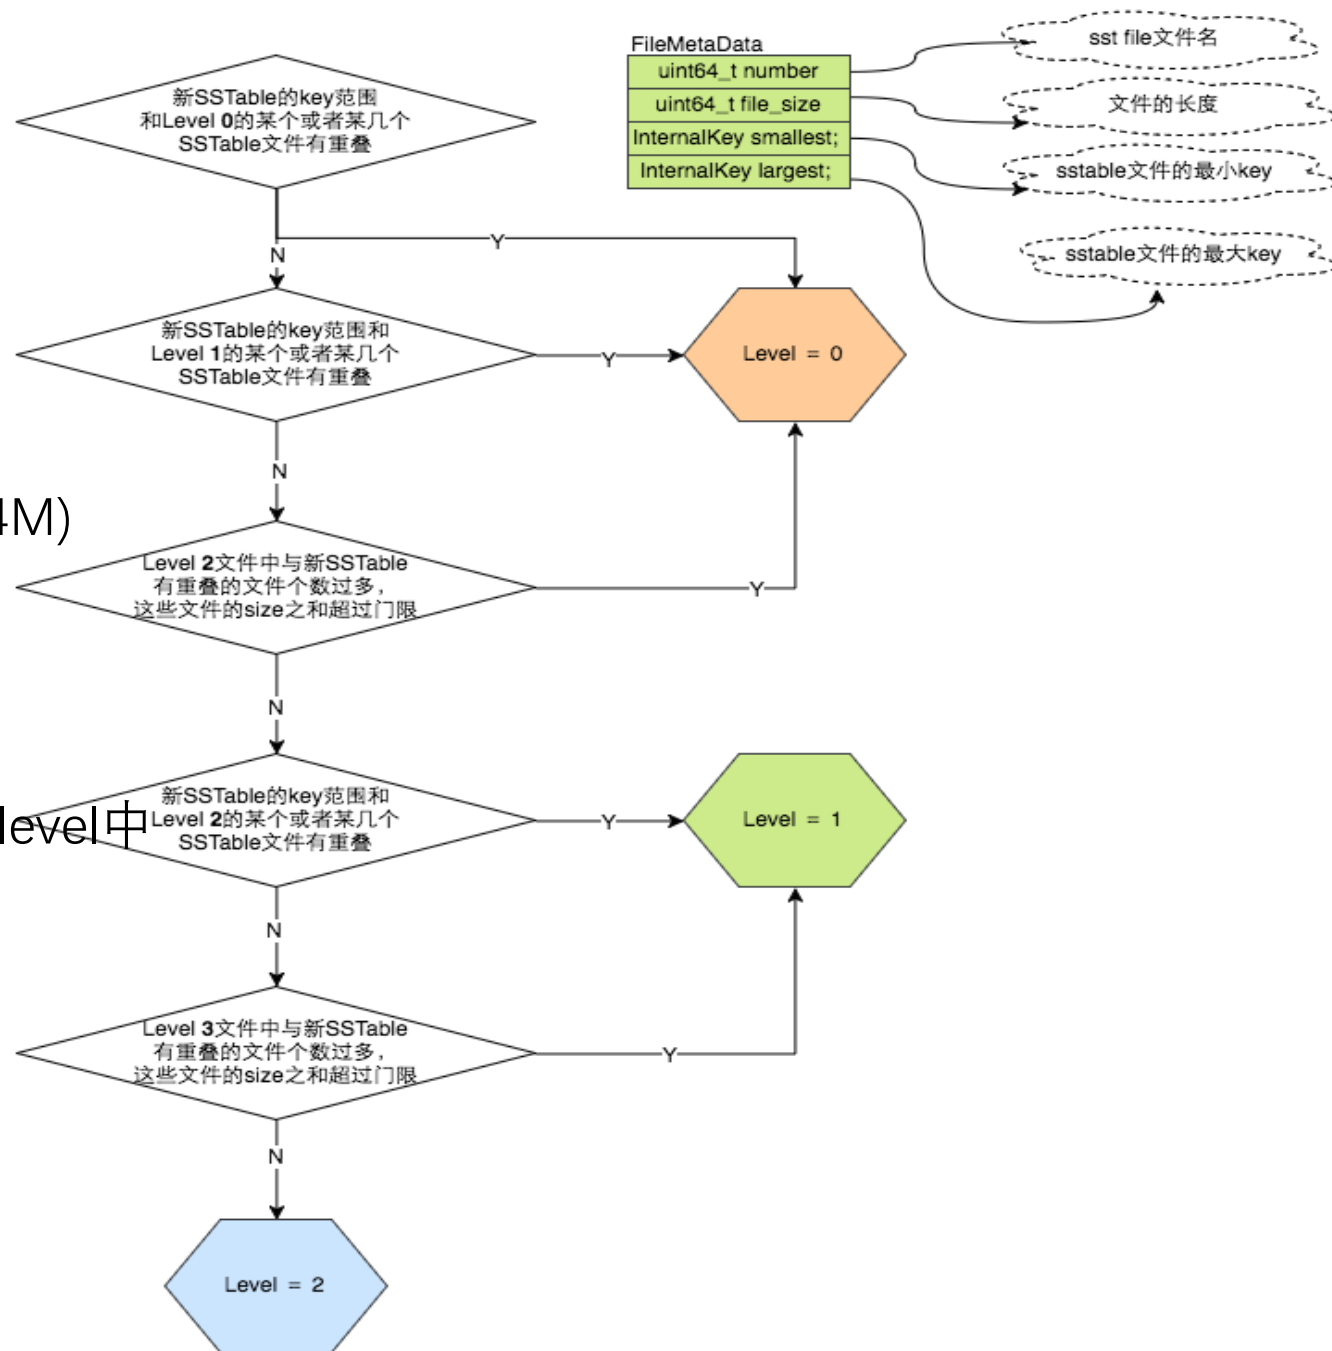 FileMetaData
uint64_t number
uint64_t file_size
InternalKey smallest;
InternalKey largest;
sst file文件名
文件的长度
sstable文件的最小key
sstable文件的最大key
新SSTable的key范围
和Level 0的某个或者某几个
SSTable文件有重叠
Y
N
新SSTable的key范围和
Level 1的某个或者某几个
SSTable文件有重叠
Y
Level = 0
N
4M)
Level 2文件中与新SSTable
有重叠的文件个数过多，
这些文件的size之和超过门限
Y
N
新SSTable的key范围和
Level 2的某个或者某几个
SSTable文件有重叠
level中
Y
Level = 1
N
Level 3文件中与新SSTable
有重叠的文件个数过多，
这些文件的size之和超过门限
Y
N
Level = 2